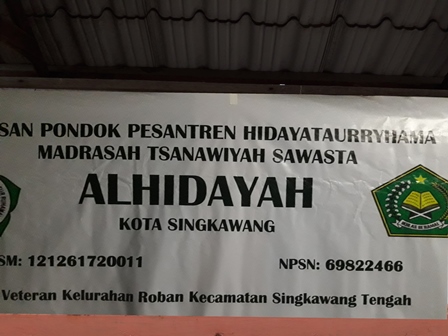 SAN PONDOK PESANTREN HIDAYATAURRYHAMA
MADRASAH TSANAWIYAH SAWASTA
ALHIDAYAH
KOTA SINGKAWANG
SM: 121261720011 NPSN: 69822466
Veteran Kelurahan Roban Kecamatan Singkawang Tengah